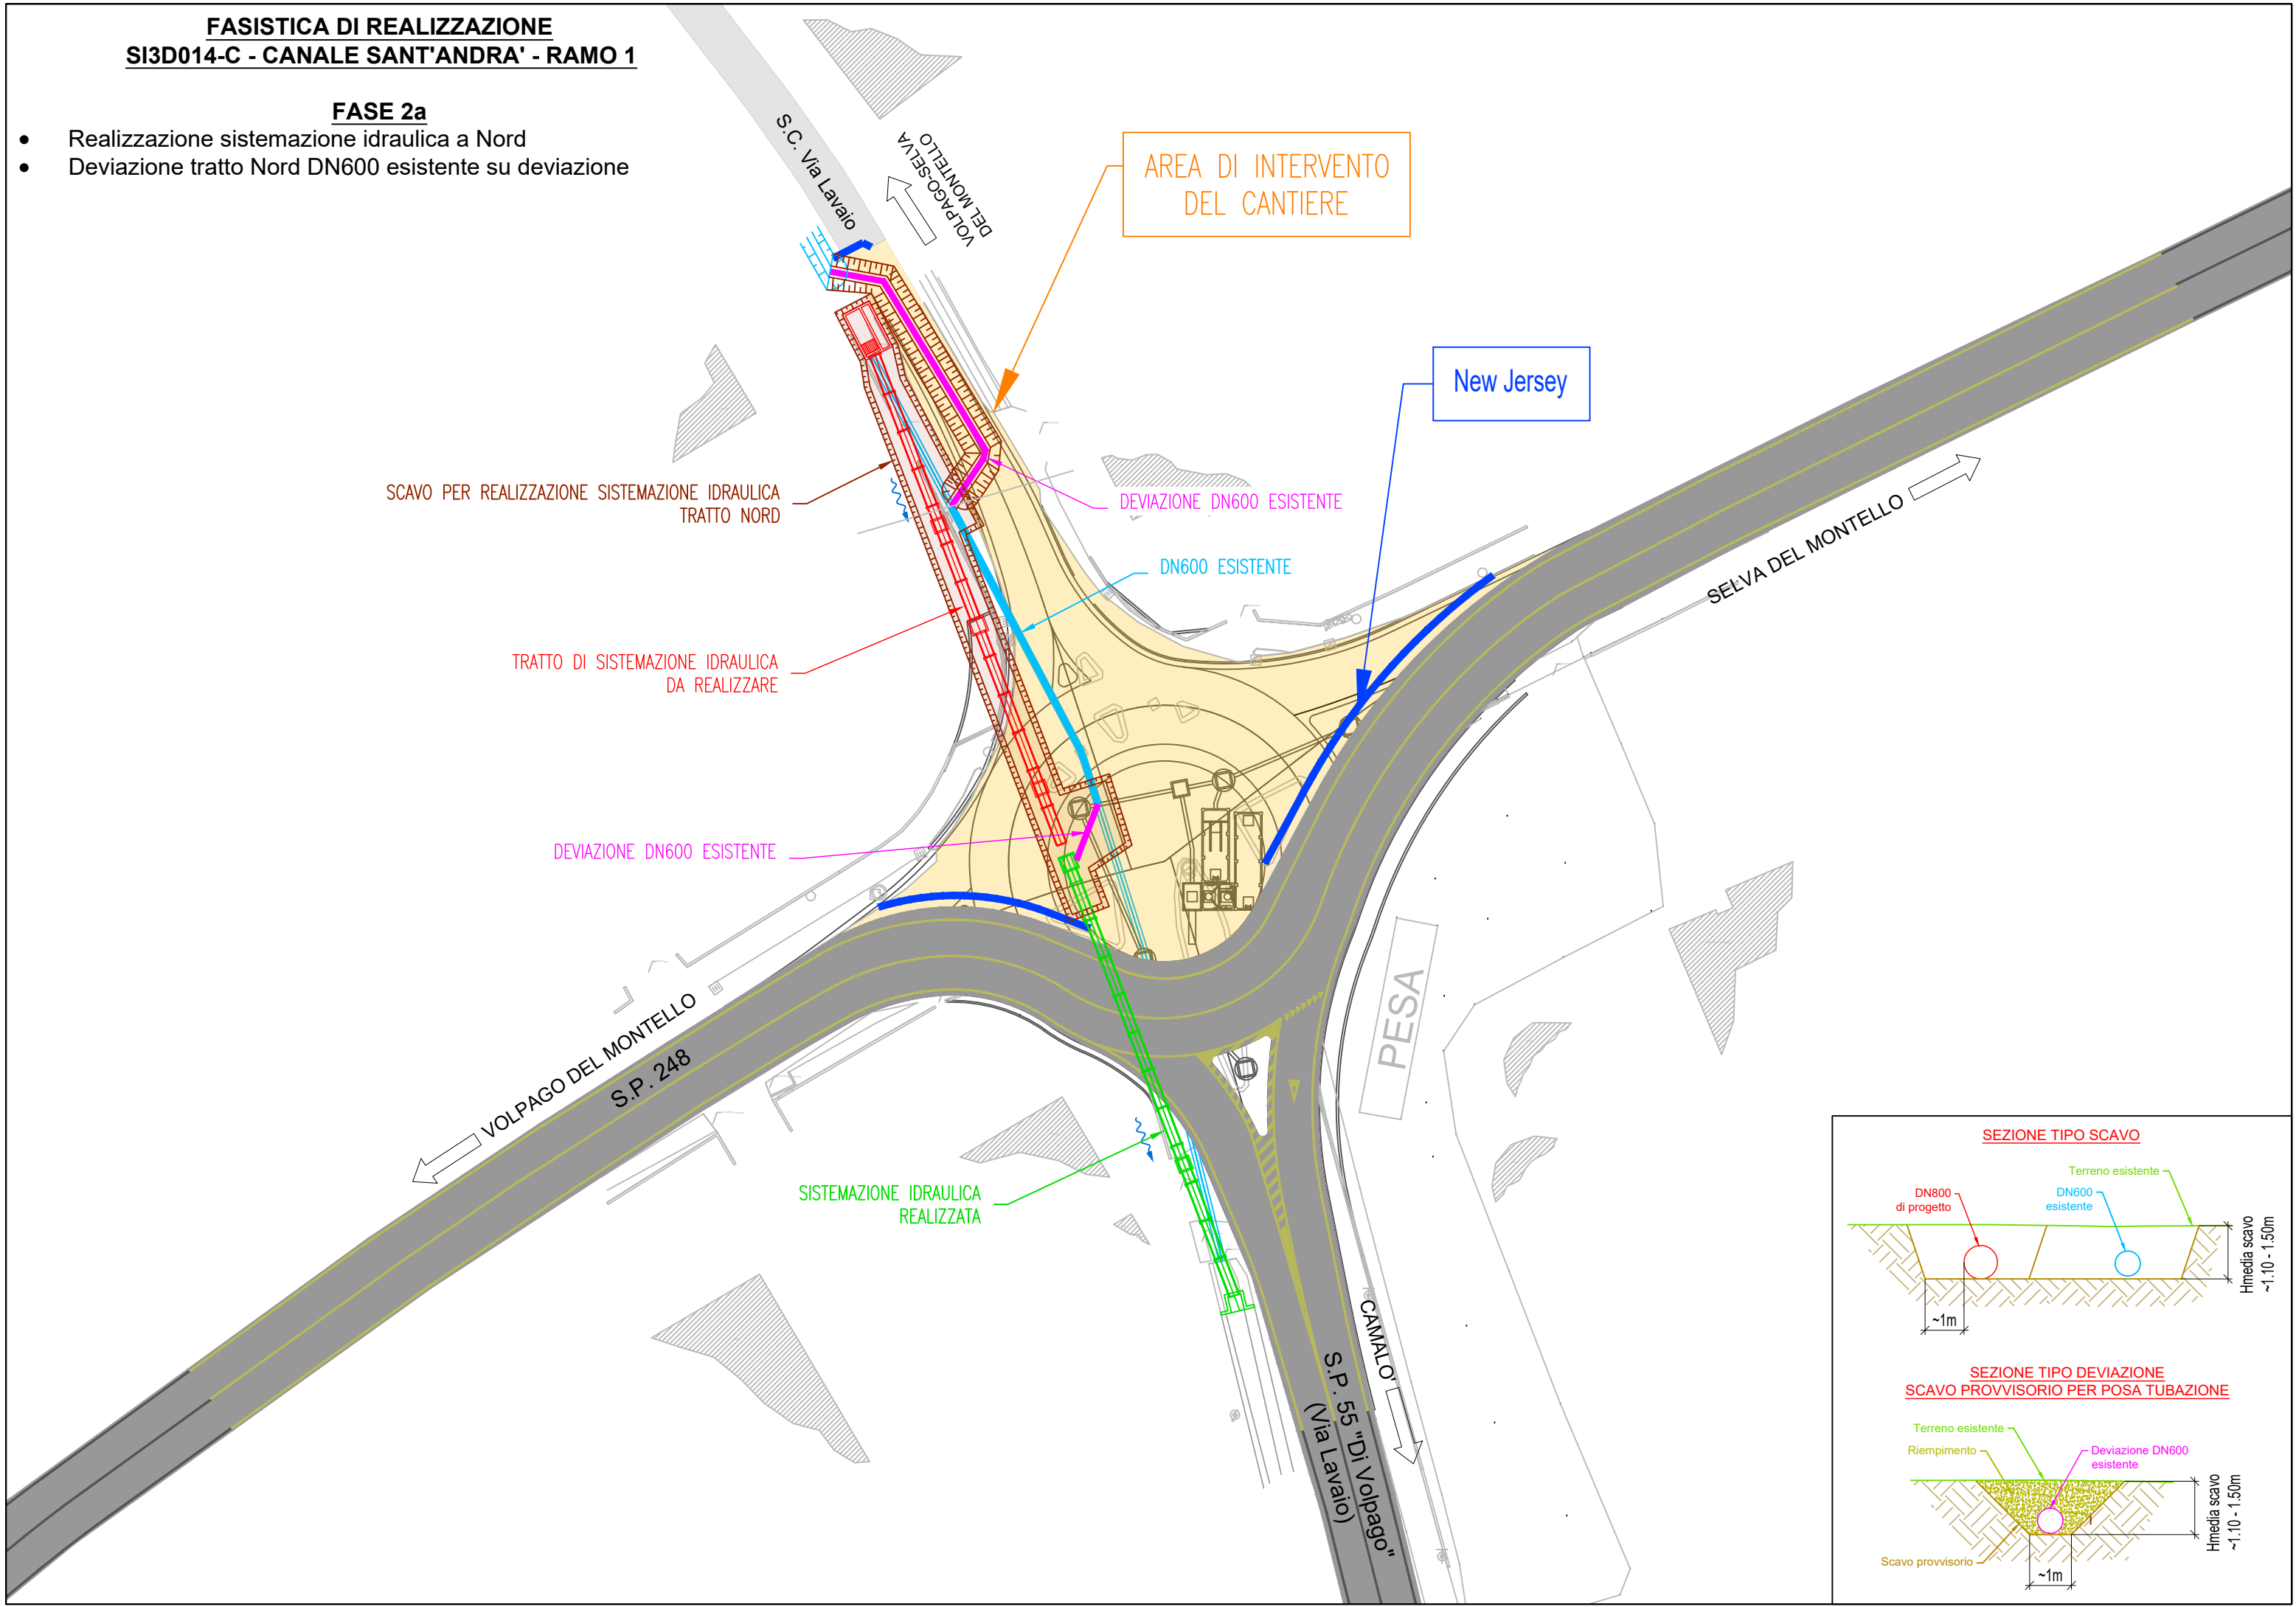 FASISTICA DI REALIZZAZIONE
SI3D014-C - CANALE SANT'ANDRA' - RAMO 1
FASE 2a
• Realizzazione sistemazione idraulica a Nord
• Deviazione tratto Nord DN600 esistente su deviazione
S.C. Via Lavaio
VOLPAGO-SELVA
DEL MONTELLO
AREA DI INTERVENTO
DEL CANTIERE
New Jersey
SCAVO PER REALIZZAZIONE SISTEMAZIONE IDRAULICA
TRATTO NORD
DEVIAZIONE DN600 ESISTENTE
DN600 ESISTENTE
SELVA DEL MONTELLO
TRATTO DI SISTEMAZIONE IDRAULICA
DA REALIZZARE
DEVIAZIONE DN600 ESISTENTE
VOLPAGO DEL MONTELLO
S.P. 248
PESA
SISTEMAZIONE IDRAULICA
REALIZZATA
CAMALO'
S.P. 55 "Di Volpago"
(Via Lavaio)
SEZIONE TIPO SCAVO
Terreno esistente
DN800
di progetto
DN600
esistente
Hmedia scavo
~1.10 - 1.50m
~1m
SEZIONE TIPO DEVIAZIONE
SCAVO PROVVISORIO PER POSA TUBAZIONE
Terreno esistente
Riempimento
Deviazione DN600
esistente
Hmedia scavo
~1.10 - 1.50m
Scavo provvisorio
~1m